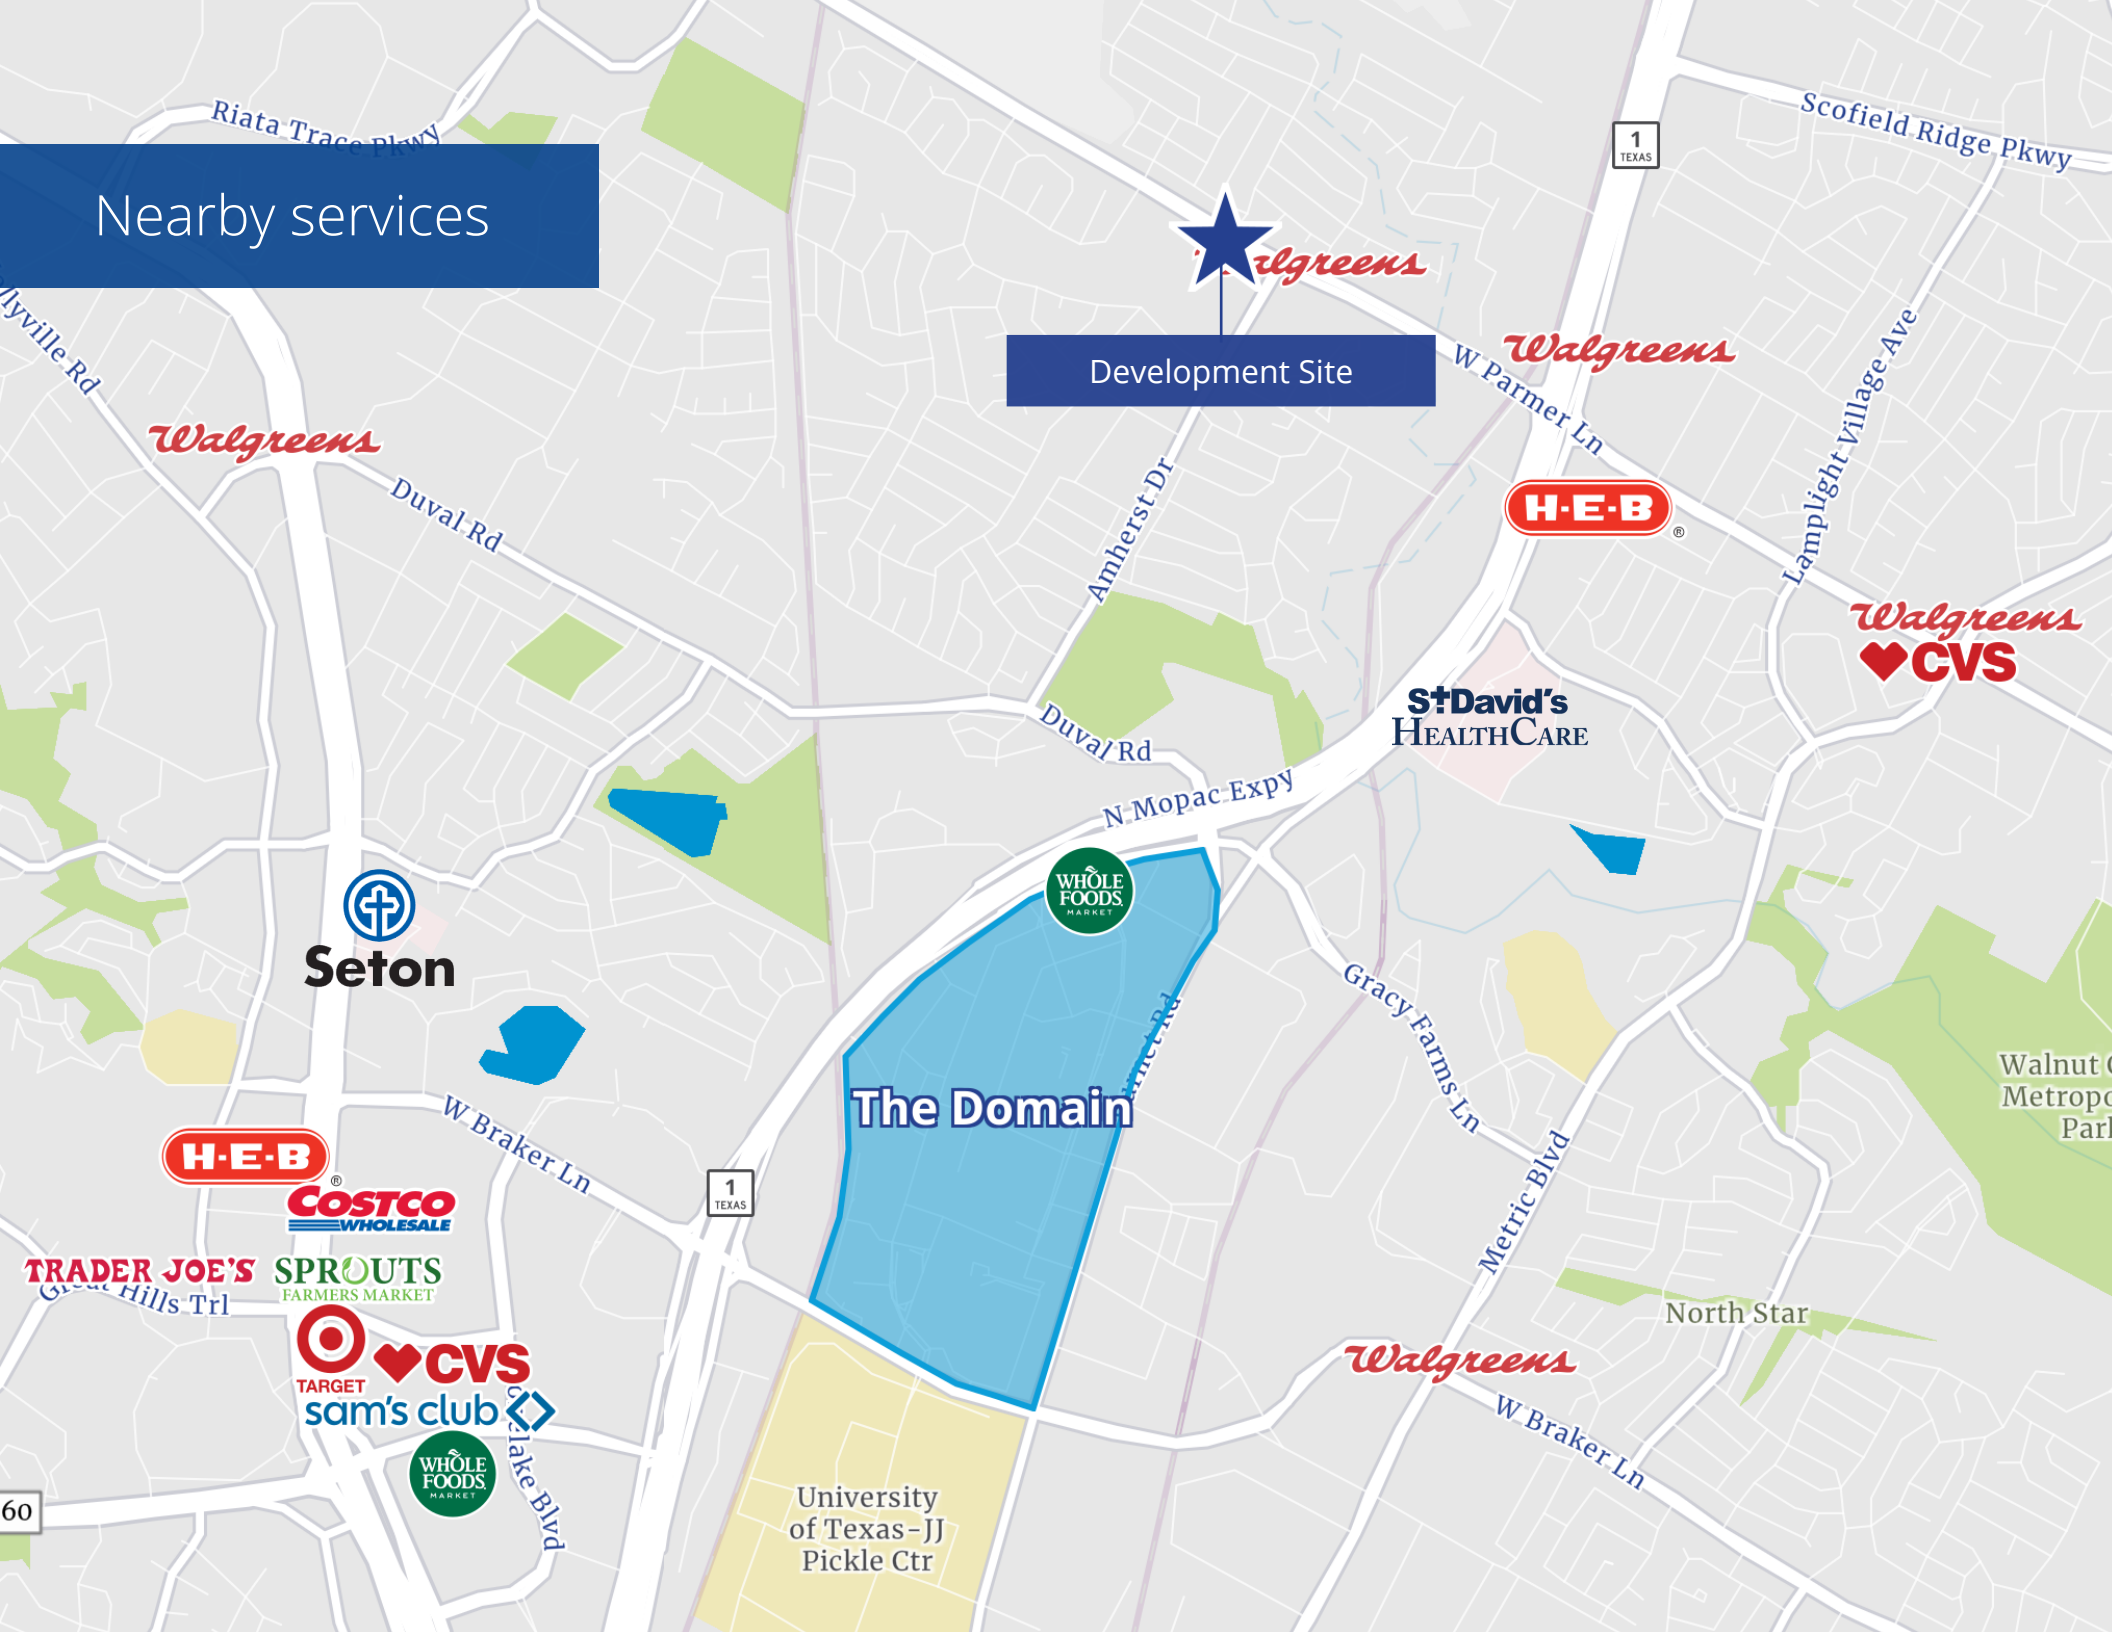 Riata Trace Pkwy
Scofield Ridge Pkwy
1
TEXAS
Nearby services
Walgreens
Development Site
W Parmer Ln
Walgreens
Lamplight Village Ave
Rd
Walgreens
Duval Rd
Amherst Dr
H-E-B
®
Walgreens
CVS
St David's
HealthCare
Duval Rd
N Mopac Expy
WHOLE
FOODS
MARKET
Seton
Gracy Farms Ln
Rd
Walnut
The Domain
W Braker Ln
H-E-B
®
1
TEXAS
COSTCO
WHOLESALE
Metric Blvd
TRADER JOE'S
SPROUTS
FARMERS MARKET
Great Hills Trl
North Star
TARGET
CVS
Walgreens
sam's club
WHOLE
FOODS
MARKET
Blvd
W Braker Ln
60
University
of Texas-JJ
Pickle Ctr